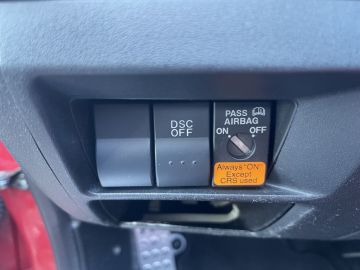 DSC
OFF
PASS
AIRBAG
ON OFF
Always "ON"
Except
CRS used